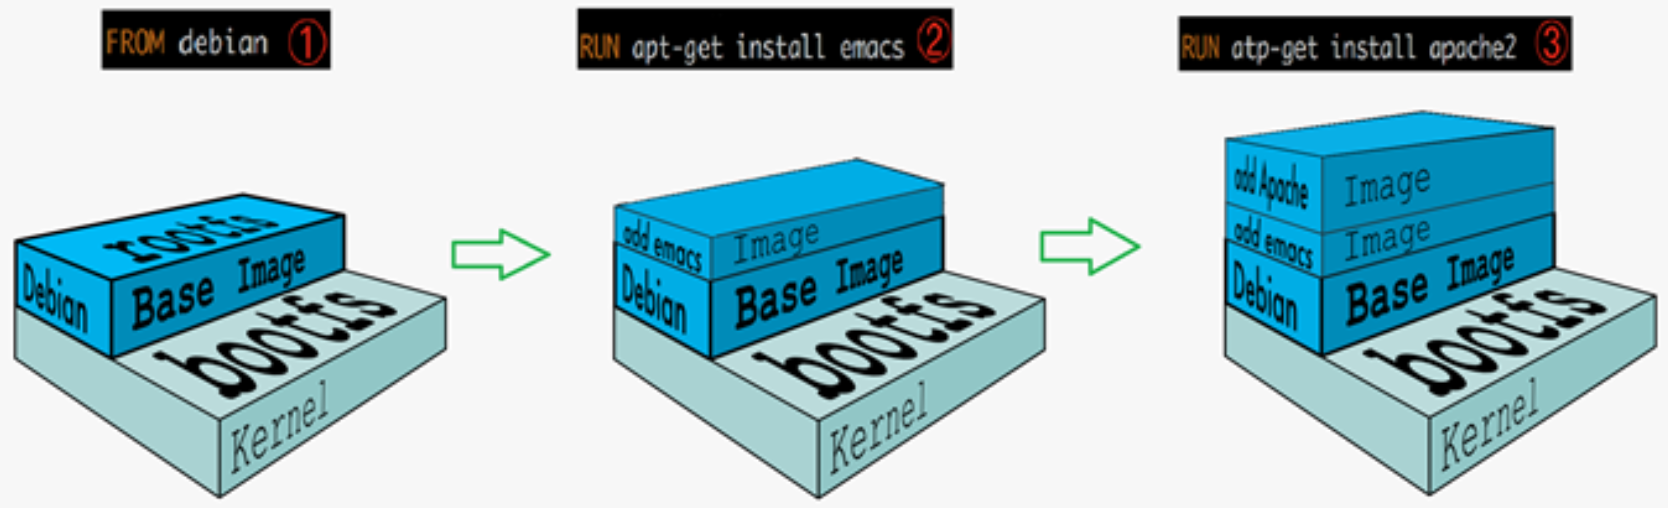 FROM debian ①
RUN apt-get install emacs ②
RUN atp-get install apache2 ③
rootfs
Debian
Base Image
bootfs
Kernel
add emacs
Image
Debian
Base Image
bootfs
Kernel
add Apache
Image
add emacs
Image
Debian
Base Image
bootfs
Kernel